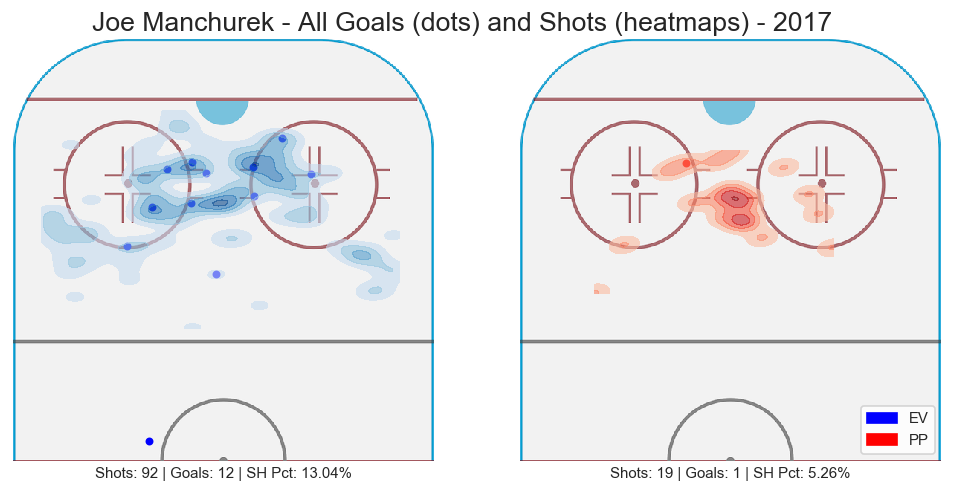 Joe Manchurek - All Goals (dots) and Shots (heatmaps) - 2017
EV
PP
Shots: 92 | Goals: 12 | SH Pct: 13.04%
Shots: 19 | Goals: 1 | SH Pct: 5.26%